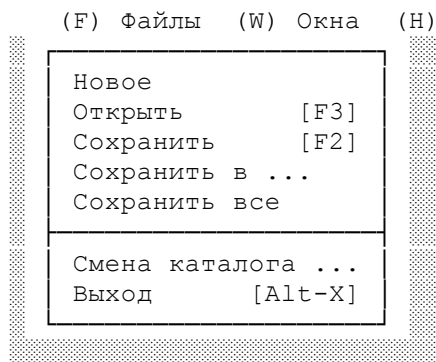 (F) Файлы (W) Окна (H)
Новое
Открыть [F3]
Сохранить [F2]
Сохранить в ...
Сохранить все
Смена каталога ...
Выход [Alt-X]